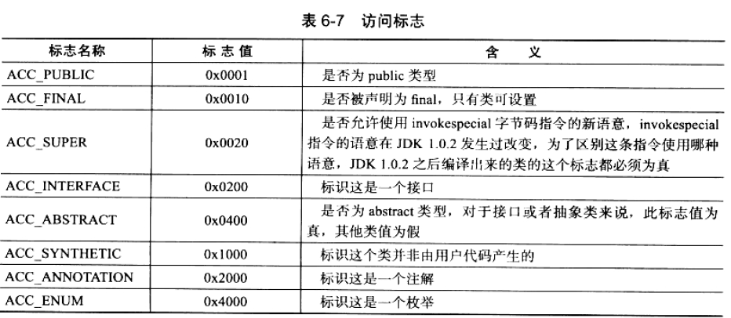 表 6-7 访问标志
标志名称 标志值 含 义
ACC_PUBLIC 0x0001 是否为 public 类型
ACC_FINAL 0x0010 是否被声明为 final，只有类可设置
ACC_SUPER 0x0020 是否允许使用 invokespecial 字节码指令的新语意，invokespecial
指令的语意在 JDK 1.0.2 发生过改变，为了区别这条指令使用哪种
语意，JDK 1.0.2 之后编译出来的类的这个标志都必须为真
ACC_INTERFACE 0x0200 标识这是一个接口
ACC_ABSTRACT 0x0400 是否为 abstract 类型，对于接口或者抽象类来说，此标志值为
真，其他类值为假
ACC_SYNTHETIC 0x1000 标识这个类并非由用户代码产生的
ACC_ANNOTATION 0x2000 标识这是一个注解
ACC_ENUM 0x4000 标识这是一个枚举